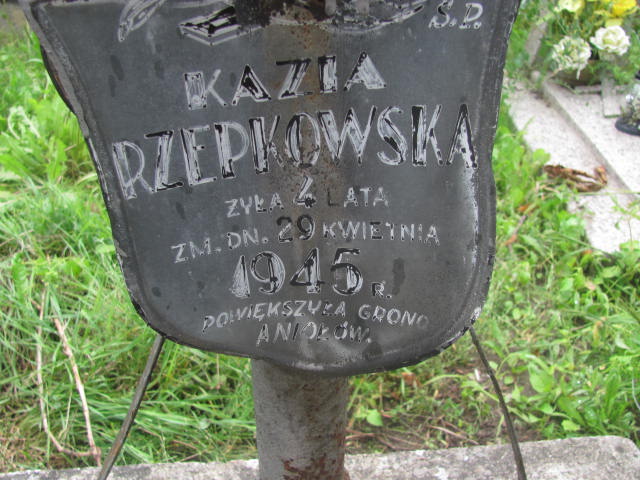 Ś.P.
KAZIA
RZEPKOWSKA
ŻYŁA 4 LATA
ZM. DN. 29 KWIETNIA
1945 R.
POWIĘKSZYŁA GRONO
ANIOŁÓW.